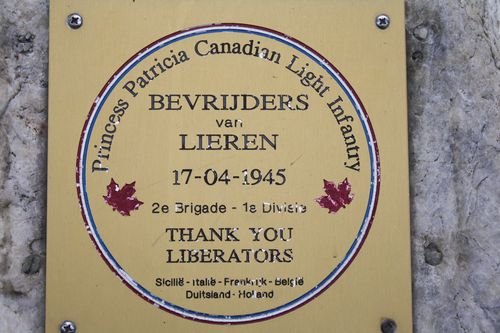 Princess Patricia Canadian Light Infantry
BEVRIJDERS
van
LIEREN
17-04-1945
2e Brigade - 1e Divisie
THANK YOU
LIBERATORS
Sicilië - Italië - Frankrijk - België
Duitsland - Holland